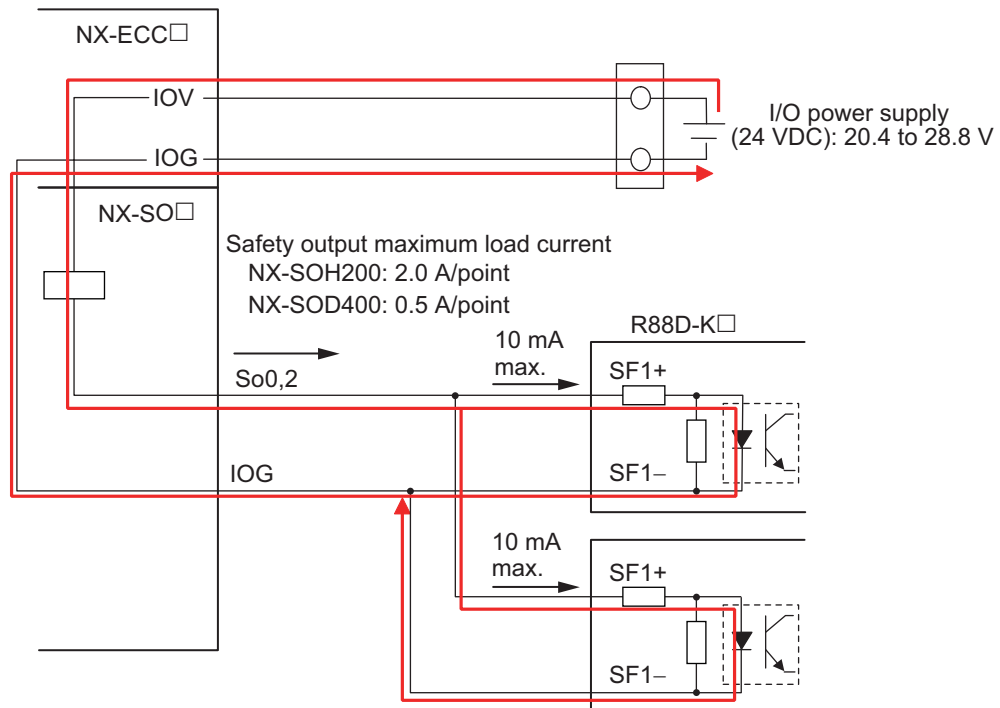 NX-ECC□
IOV
I/O power supply
(24 VDC): 20.4 to 28.8 V
IOG
NX-SO□
Safety output maximum load current
NX-SOH200: 2.0 A/point
NX-SOD400: 0.5 A/point
R88D-K□
10 mA
max.
SF1+
So0,2
IOG
SF1–
10 mA
max.
SF1+
SF1–